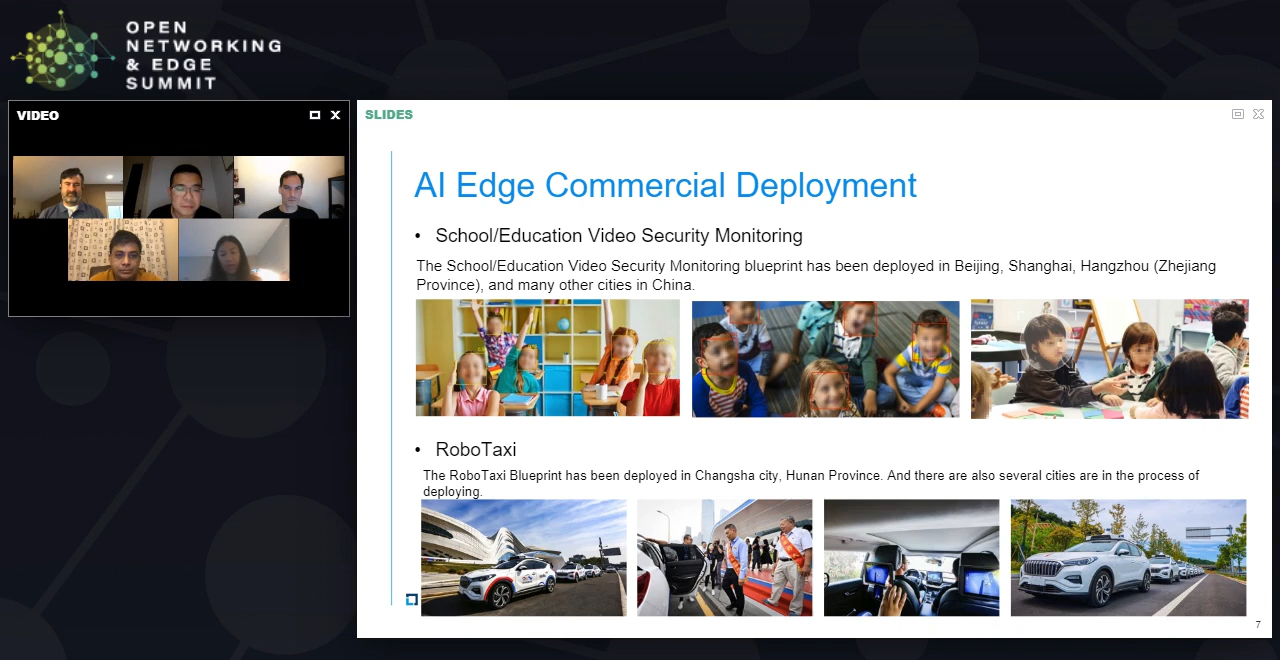 OPEN
NETWORKING
& EDGE
SUMMIT
VIDEO
SLIDES
AI Edge Commercial Deployment
• School/Education Video Security Monitoring
The School/Education Video Security Monitoring blueprint has been deployed in Beijing, Shanghai, Hangzhou (Zhejiang
Province), and many other cities in China.
• RoboTaxi
The RoboTaxi Blueprint has been deployed in Changsha city, Hunan Province. And there are also several cities are in the process of
deploying.
7